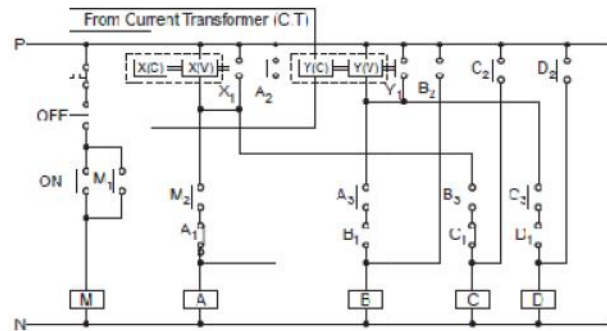 From Current Transformer (C.T)
P
X(C) X(V) Y(C) Y(V) C₂ D₂
X₁ A₂ Y₁ B₂
OFF
ON M₁ M₂ A₃ B₃ C₃
A₁ B₁ C₁ D₁
M A B C D
N